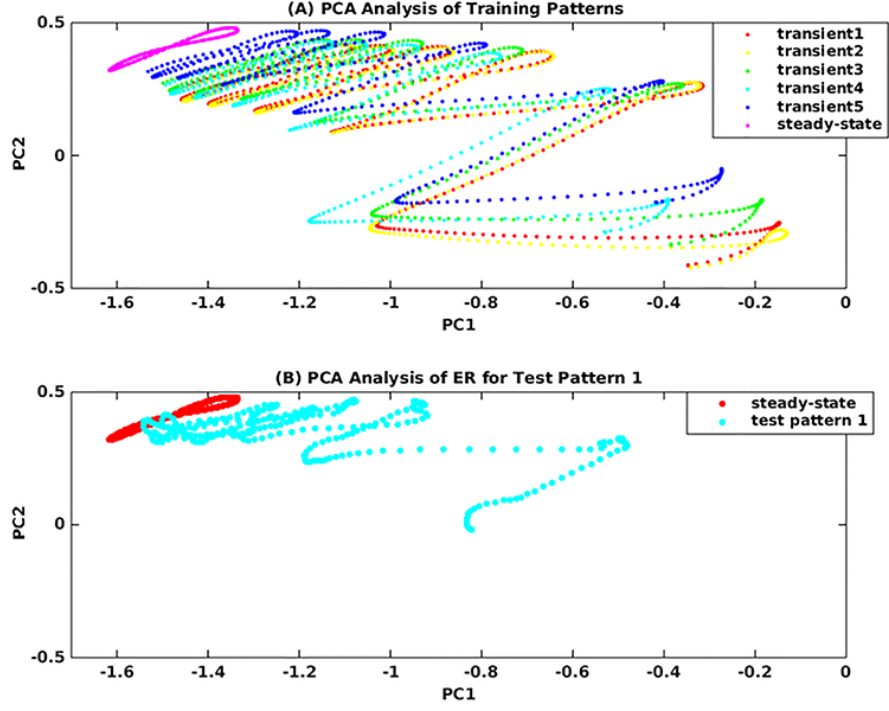 (A) PCA Analysis of Training Patterns
0.5
0
-0.5
PC2
-1.6 -1.4 -1.2 -1 -0.8 -0.6 -0.4 -0.2 0
PC1
transient1
transient2
transient3
transient4
transient5
steady-state
(B) PCA Analysis of ER for Test Pattern 1
0.5
0
0.5
PC2
-1.6 -1.4 -1.2 -1 -0.8 -0.6 -0.4 -0.2 0
PC1
steady-state
test pattern 1